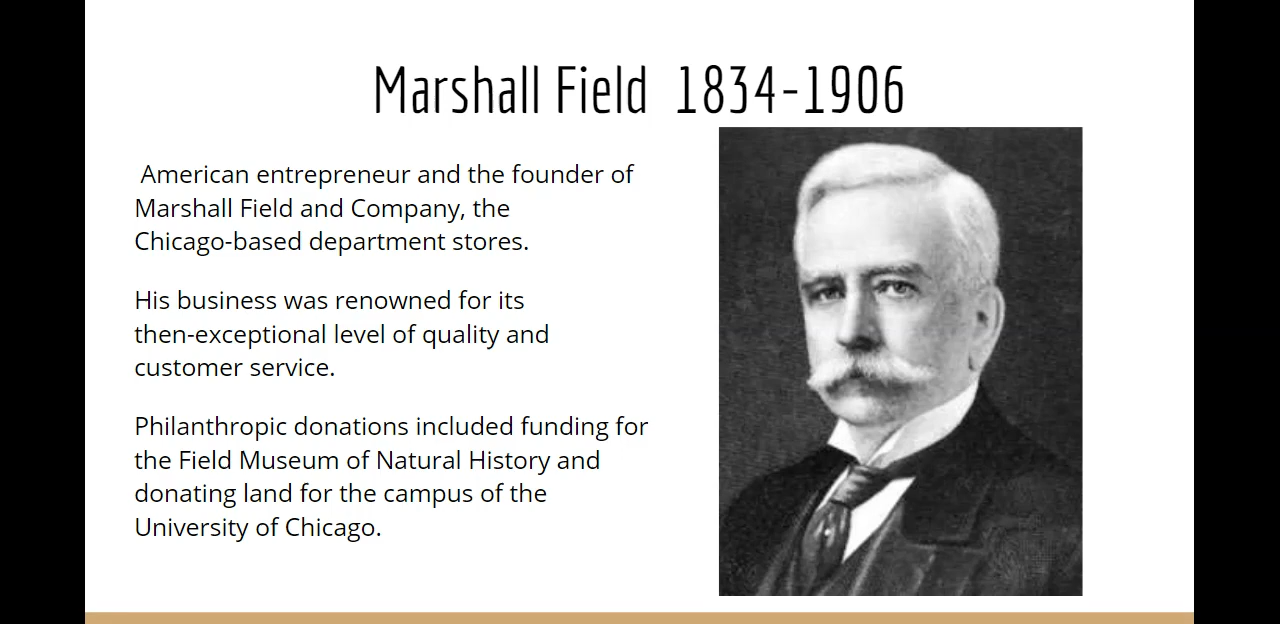 Marshall Field 1834-1906
American entrepreneur and the founder of
Marshall Field and Company, the
Chicago-based department stores.
His business was renowned for its
then-exceptional level of quality and
customer service.
Philanthropic donations included funding for
the Field Museum of Natural History and
donating land for the campus of the
University of Chicago.